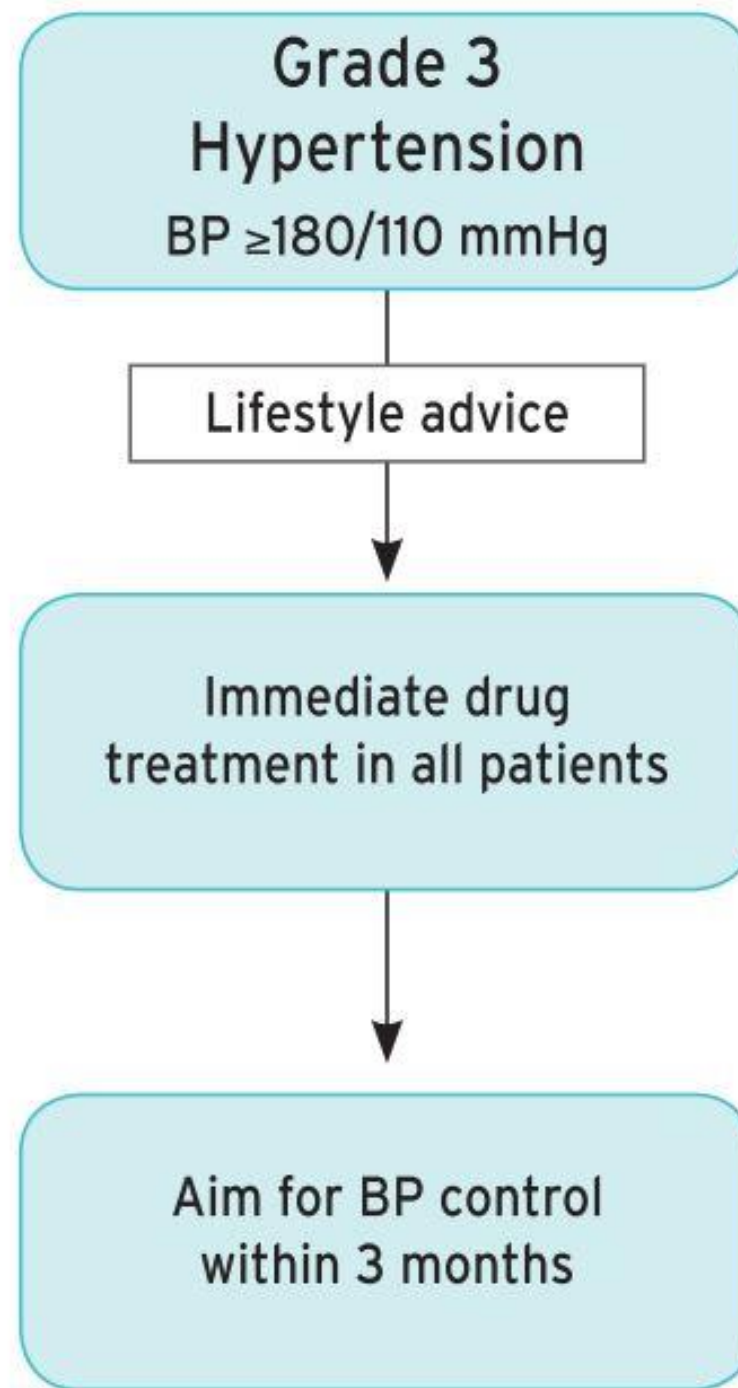 Grade 3
Hypertension
BP ≥180/110 mmHg
Lifestyle advice
Immediate drug
treatment in all patients
Aim for BP control
within 3 months